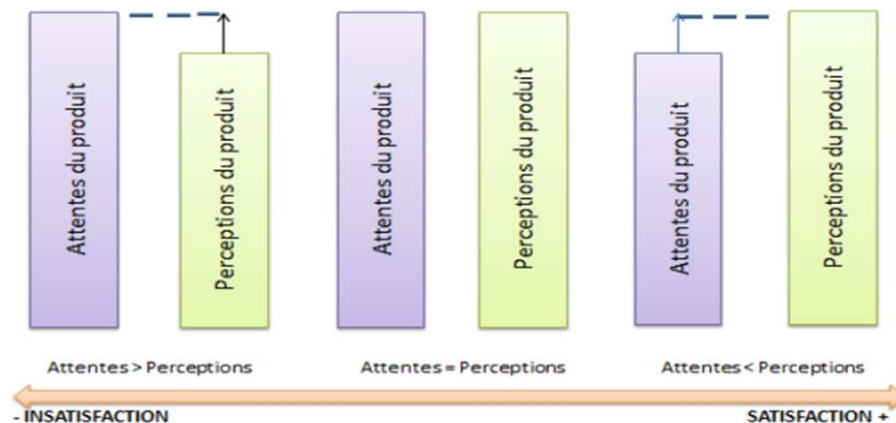 Attentes du produit
Perceptions du produit
Attentes du produit
Perceptions du produit
Attentes du produit
Perceptions du produit
Attentes > Perceptions
Attentes = Perceptions
Attentes < Perceptions
- INSATISFACTION
SATISFACTION +